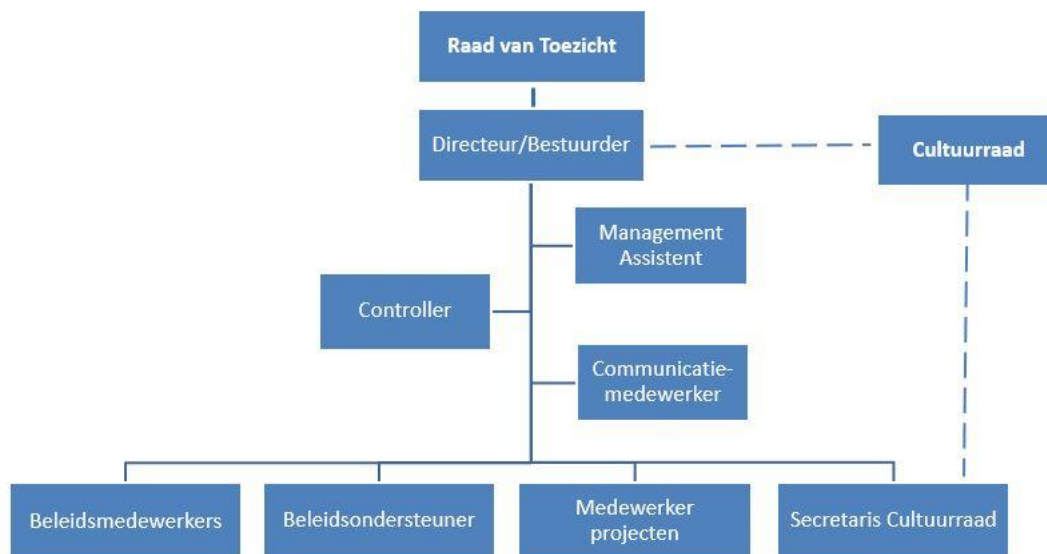 Raad van Toezicht
Directeur/Bestuurder
Cultuurraad
Management
Assistent
Controller
Communicatie-
medewerker
Beleidsmedewerkers
Beleidsondersteuner
Medewerker
projecten
Secretaris Cultuurraad